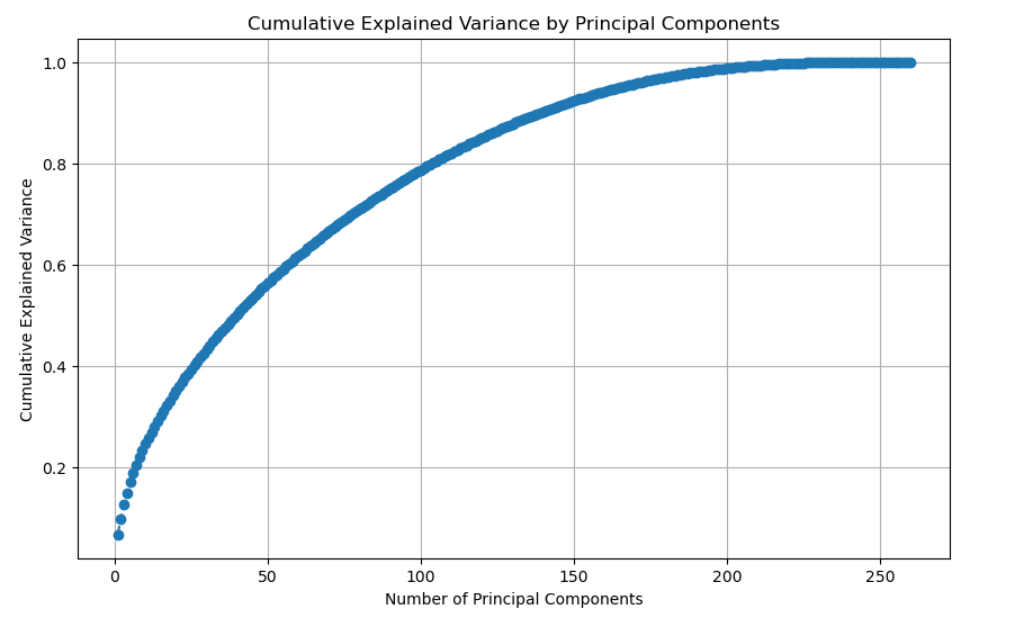 Cumulative Explained Variance by Principal Components
Cumulative Explained Variance
1.0
0.8
0.6
0.4
0.2
0 50 100 150 200 250
Number of Principal Components